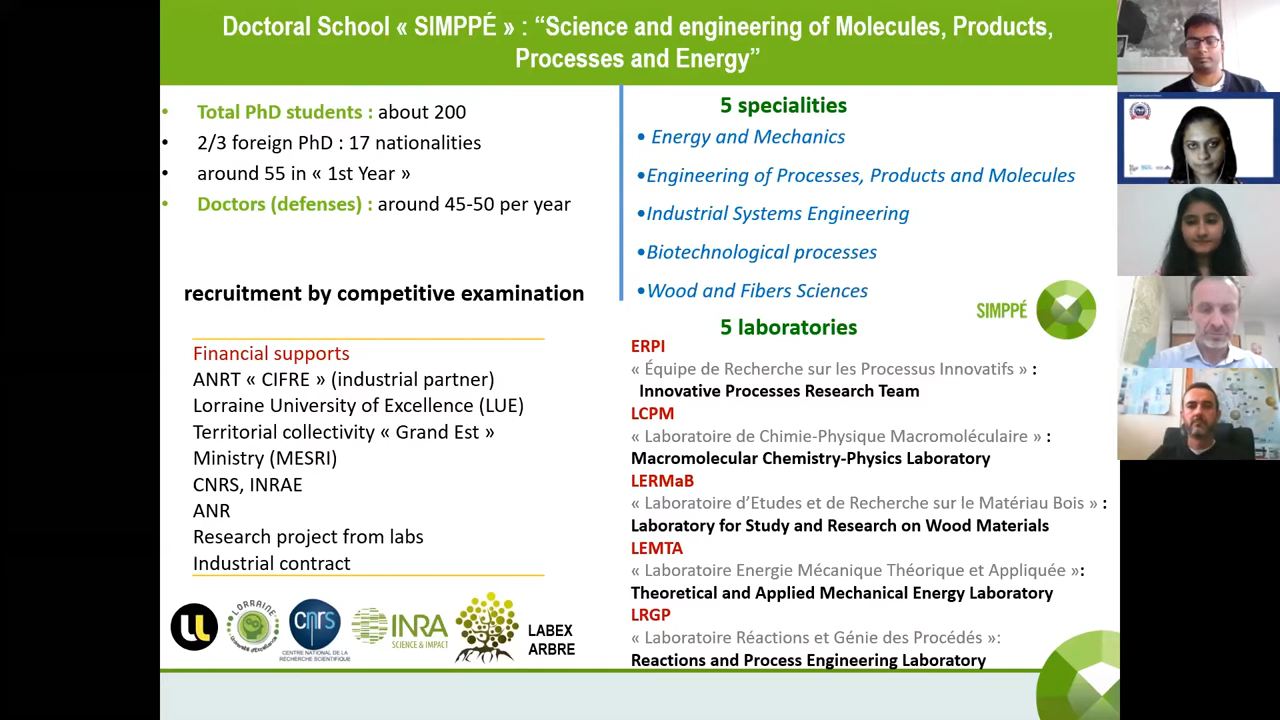 Doctoral School « SIMPPÉ » : “Science and engineering of Molecules, Products,
Processes and Energy”
• Total PhD students : about 200
• 2/3 foreign PhD : 17 nationalities
• around 55 in « 1st Year »
• Doctors (defenses) : around 45-50 per year
recruitment by competitive examination
Financial supports
ANRT « CIFRE » (industrial partner)
Lorraine University of Excellence (LUE)
Territorial collectivity « Grand Est »
Ministry (MESRI)
CNRS, INRAE
ANR
Research project from labs
Industrial contract
5 specialities
• Energy and Mechanics
•Engineering of Processes, Products and Molecules
•Industrial Systems Engineering
•Biotechnological processes
•Wood and Fibers Sciences
SIMPPÉ
5 laboratories
ERPI
« Équipe de Recherche sur les Processus Innovatifs » :
Innovative Processes Research Team
LCPM
« Laboratoire de Chimie-Physique Macromoléculaire » :
Macromolecular Chemistry-Physics Laboratory
LERMaB
« Laboratoire d’Etudes et de Recherche sur le Matériau Bois » :
Laboratory for Study and Research on Wood Materials
LEMTA
« Laboratoire Energie Mécanique Théorique et Appliquée »:
Theoretical and Applied Mechanical Energy Laboratory
LRGP
« Laboratoire Réactions et Génie des Procédés »:
Reactions and Process Engineering Laboratory
LORRAINE
Université d'Excellence
cnrs
CENTRE NATIONAL DE LA
RECHERCHE SCIENTIFIQUE
INRA
SCIENCE & IMPACT
LABEX
ARBRE